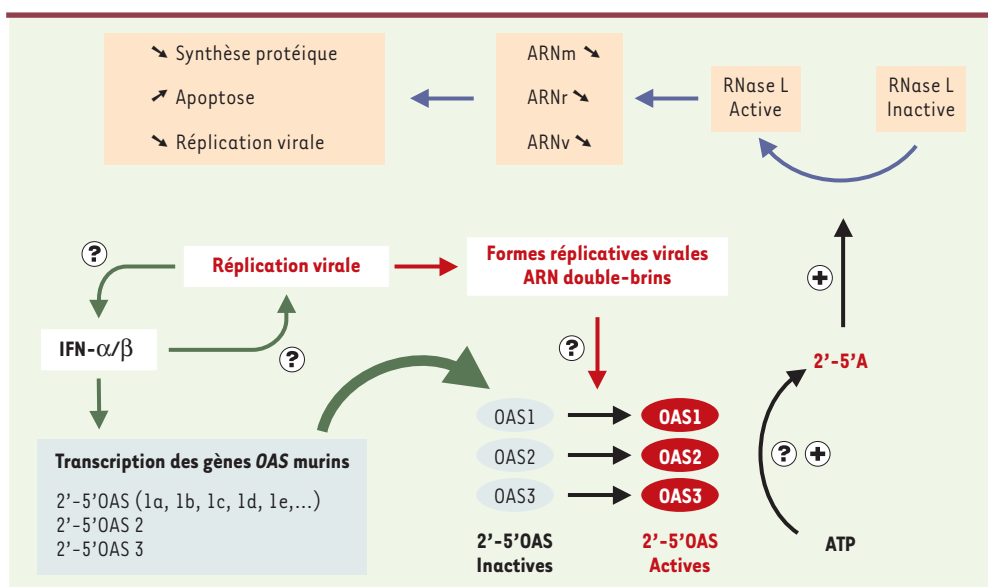 ➘ Synthèse protéique
➚ Apoptose
➘ Réplication virale
ARNm ➘
ARNr ➘
ARNv ➘
RNase L
Active
RNase L
Inactive
?
Réplication virale
Formes réplicatives virales
ARN double-brins
+
IFN-α/β
?
?
2’-5’A
Transcription des gènes OAS murins
2’-5’OAS (1a, 1b, 1c, 1d, 1e,...)
2’-5’OAS 2
2’-5’OAS 3
OAS1
OAS1
OAS2
OAS2
? +
OAS3
OAS3
2’-5’OAS
Inactives
2’-5’OAS
Actives
ATP